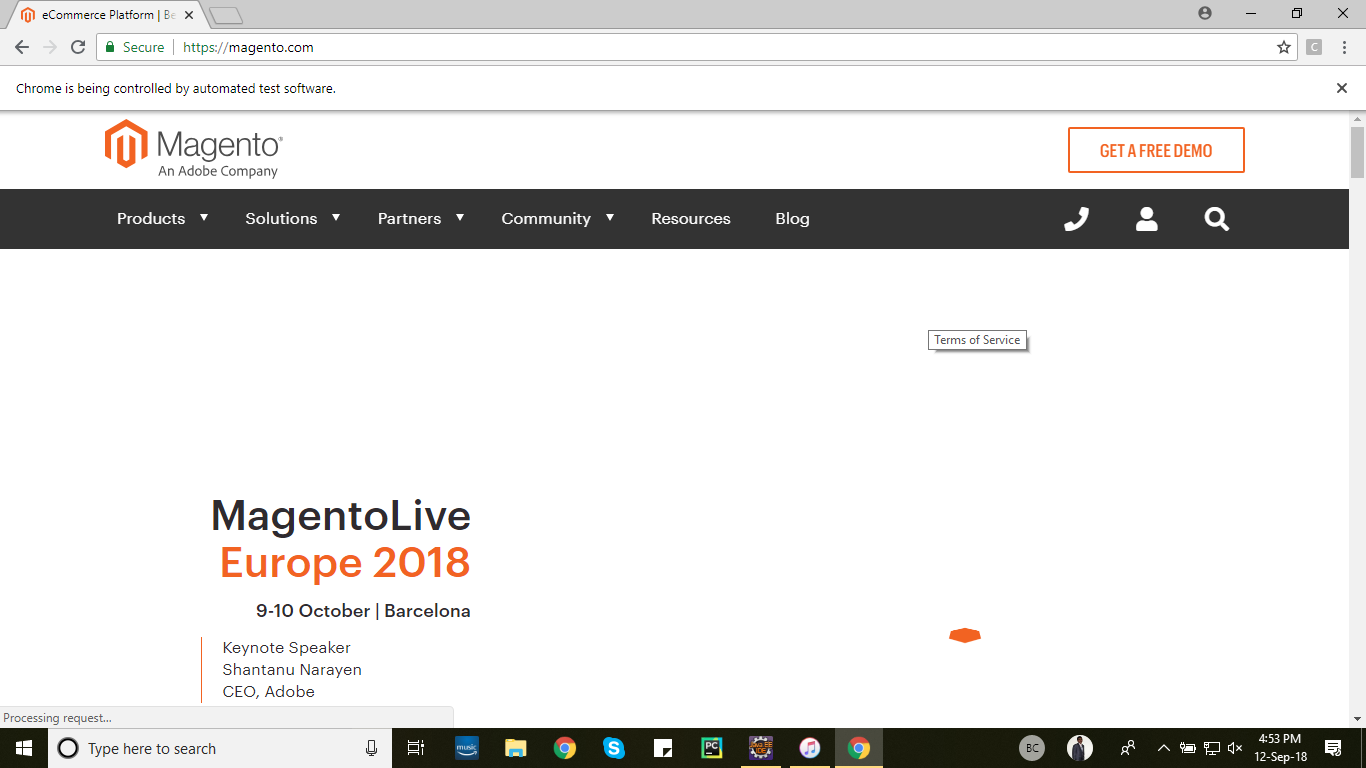 eCommerce Platform | Be
Secure
https://magento.com
C
Chrome is being controlled by automated test software.
Magento®
An Adobe Company
GET A FREE DEMO
Products
Solutions
Partners
Community
Resources
Blog
Terms of Service
MagentoLive
Europe 2018
9-10 October | Barcelona
Keynote Speaker
Shantanu Narayen
CEO, Adobe
Processing request...
Type here to search
music
S
PC
Java EE
IDE
BC
4:53 PM
12-Sep-18